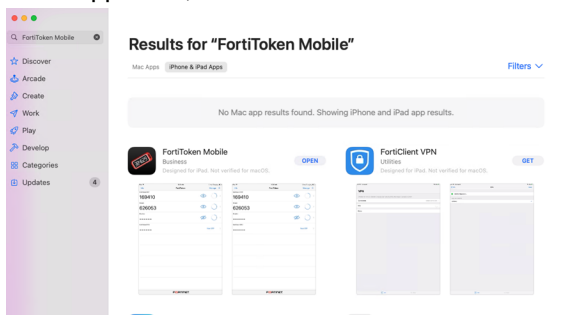 FortiToken Mobile
Discover
Arcade
Create
Work
Play
Develop
Categories
Updates
4
Results for “FortiToken Mobile”
Mac Apps
iPhone & iPad Apps
Filters
No Mac app results found. Showing iPhone and iPad app results.
FortiToken Mobile
Business
Designed for iPad. Not verified for macOS.
OPEN
FortiClient VPN
Utilities
Designed for iPad. Not verified for macOS.
GET
169410
626053
169410
626053